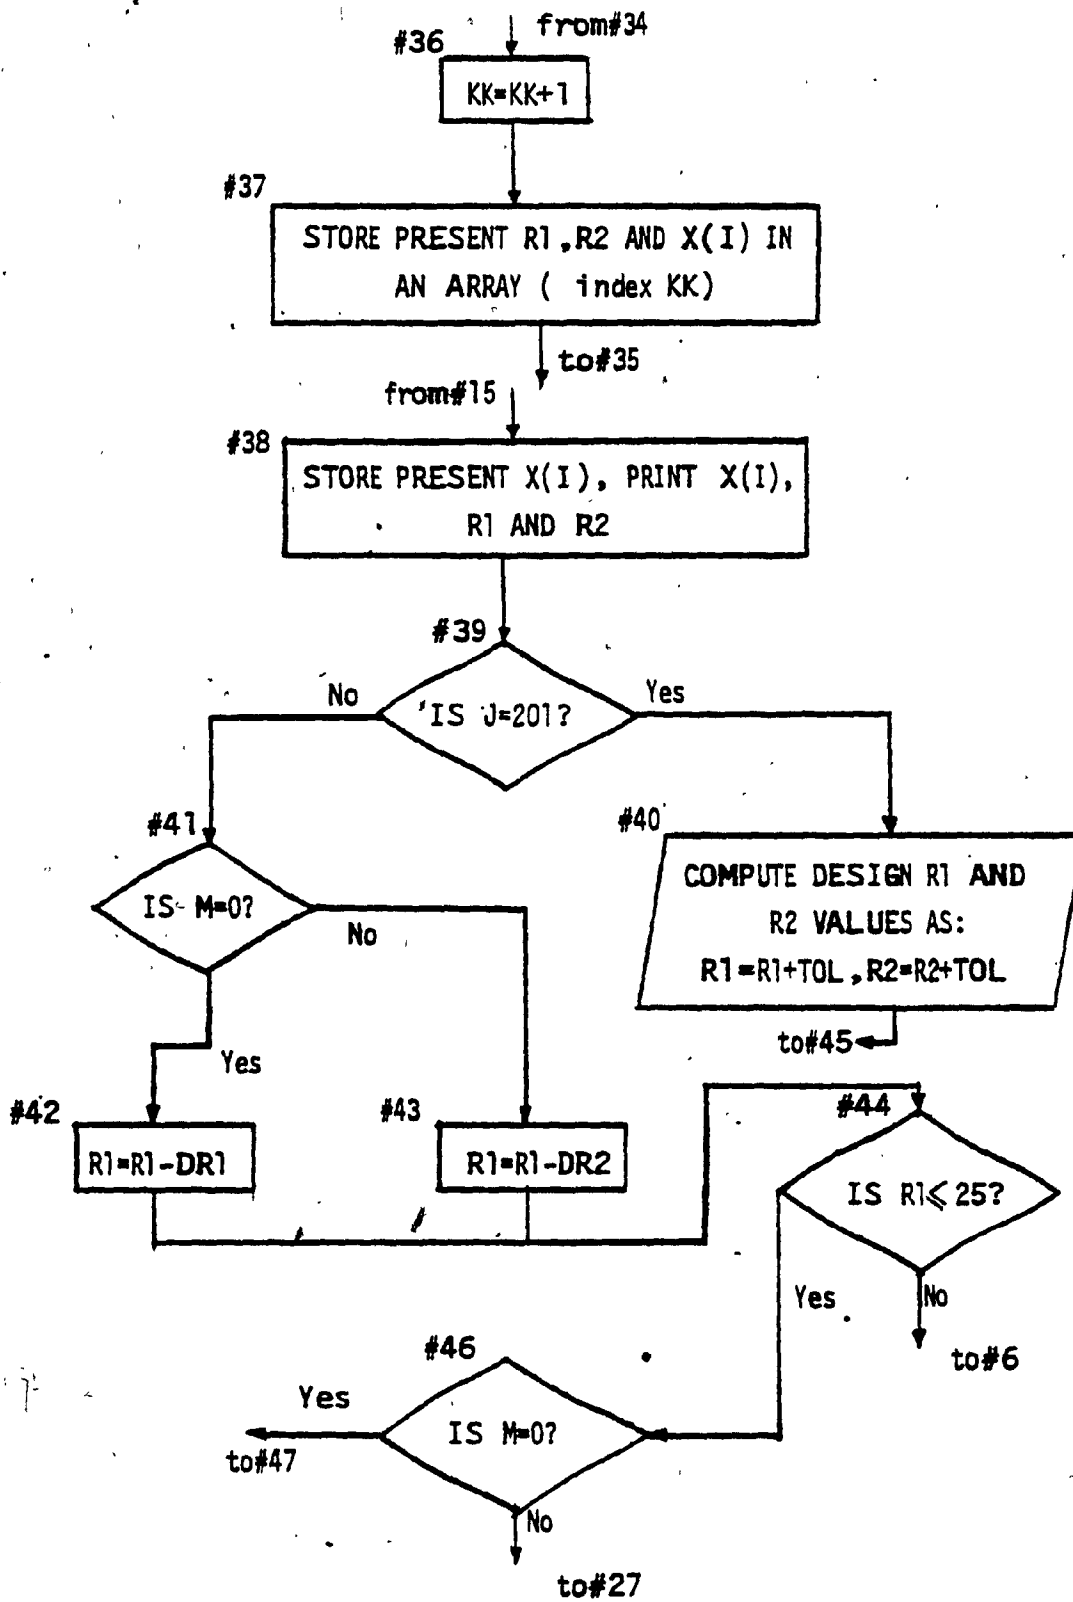 from#34
#36
KK=KK+1
#37
STORE PRESENT R1,R2 AND X(I) IN
AN ARRAY ( index KK)
to#35
from#15
#38
STORE PRESENT X(I), PRINT X(I),
R1 AND R2
#39
No
IS J=201?
Yes
#41
IS M=0?
No
Yes
#40
COMPUTE DESIGN R1 AND
R2 VALUES AS:
R1=R1+TOL,R2=R2+TOL
to#45
#42
R1=R1-DR1
#43
R1=R1-DR2
#44
IS R1⩽25?
Yes
No
to#6
#46
Yes
IS M=0?
to#47
No
to#27